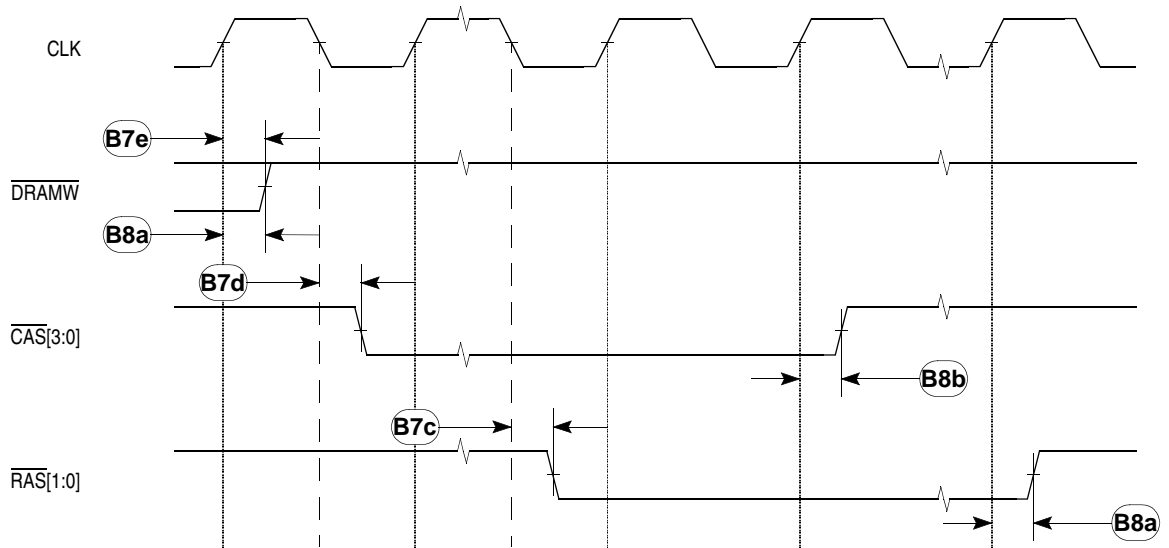 CLK
B7e
DRAMW
B8a
B7d
CAS[3:0]
B8b
B7c
RAS[1:0]
B8a